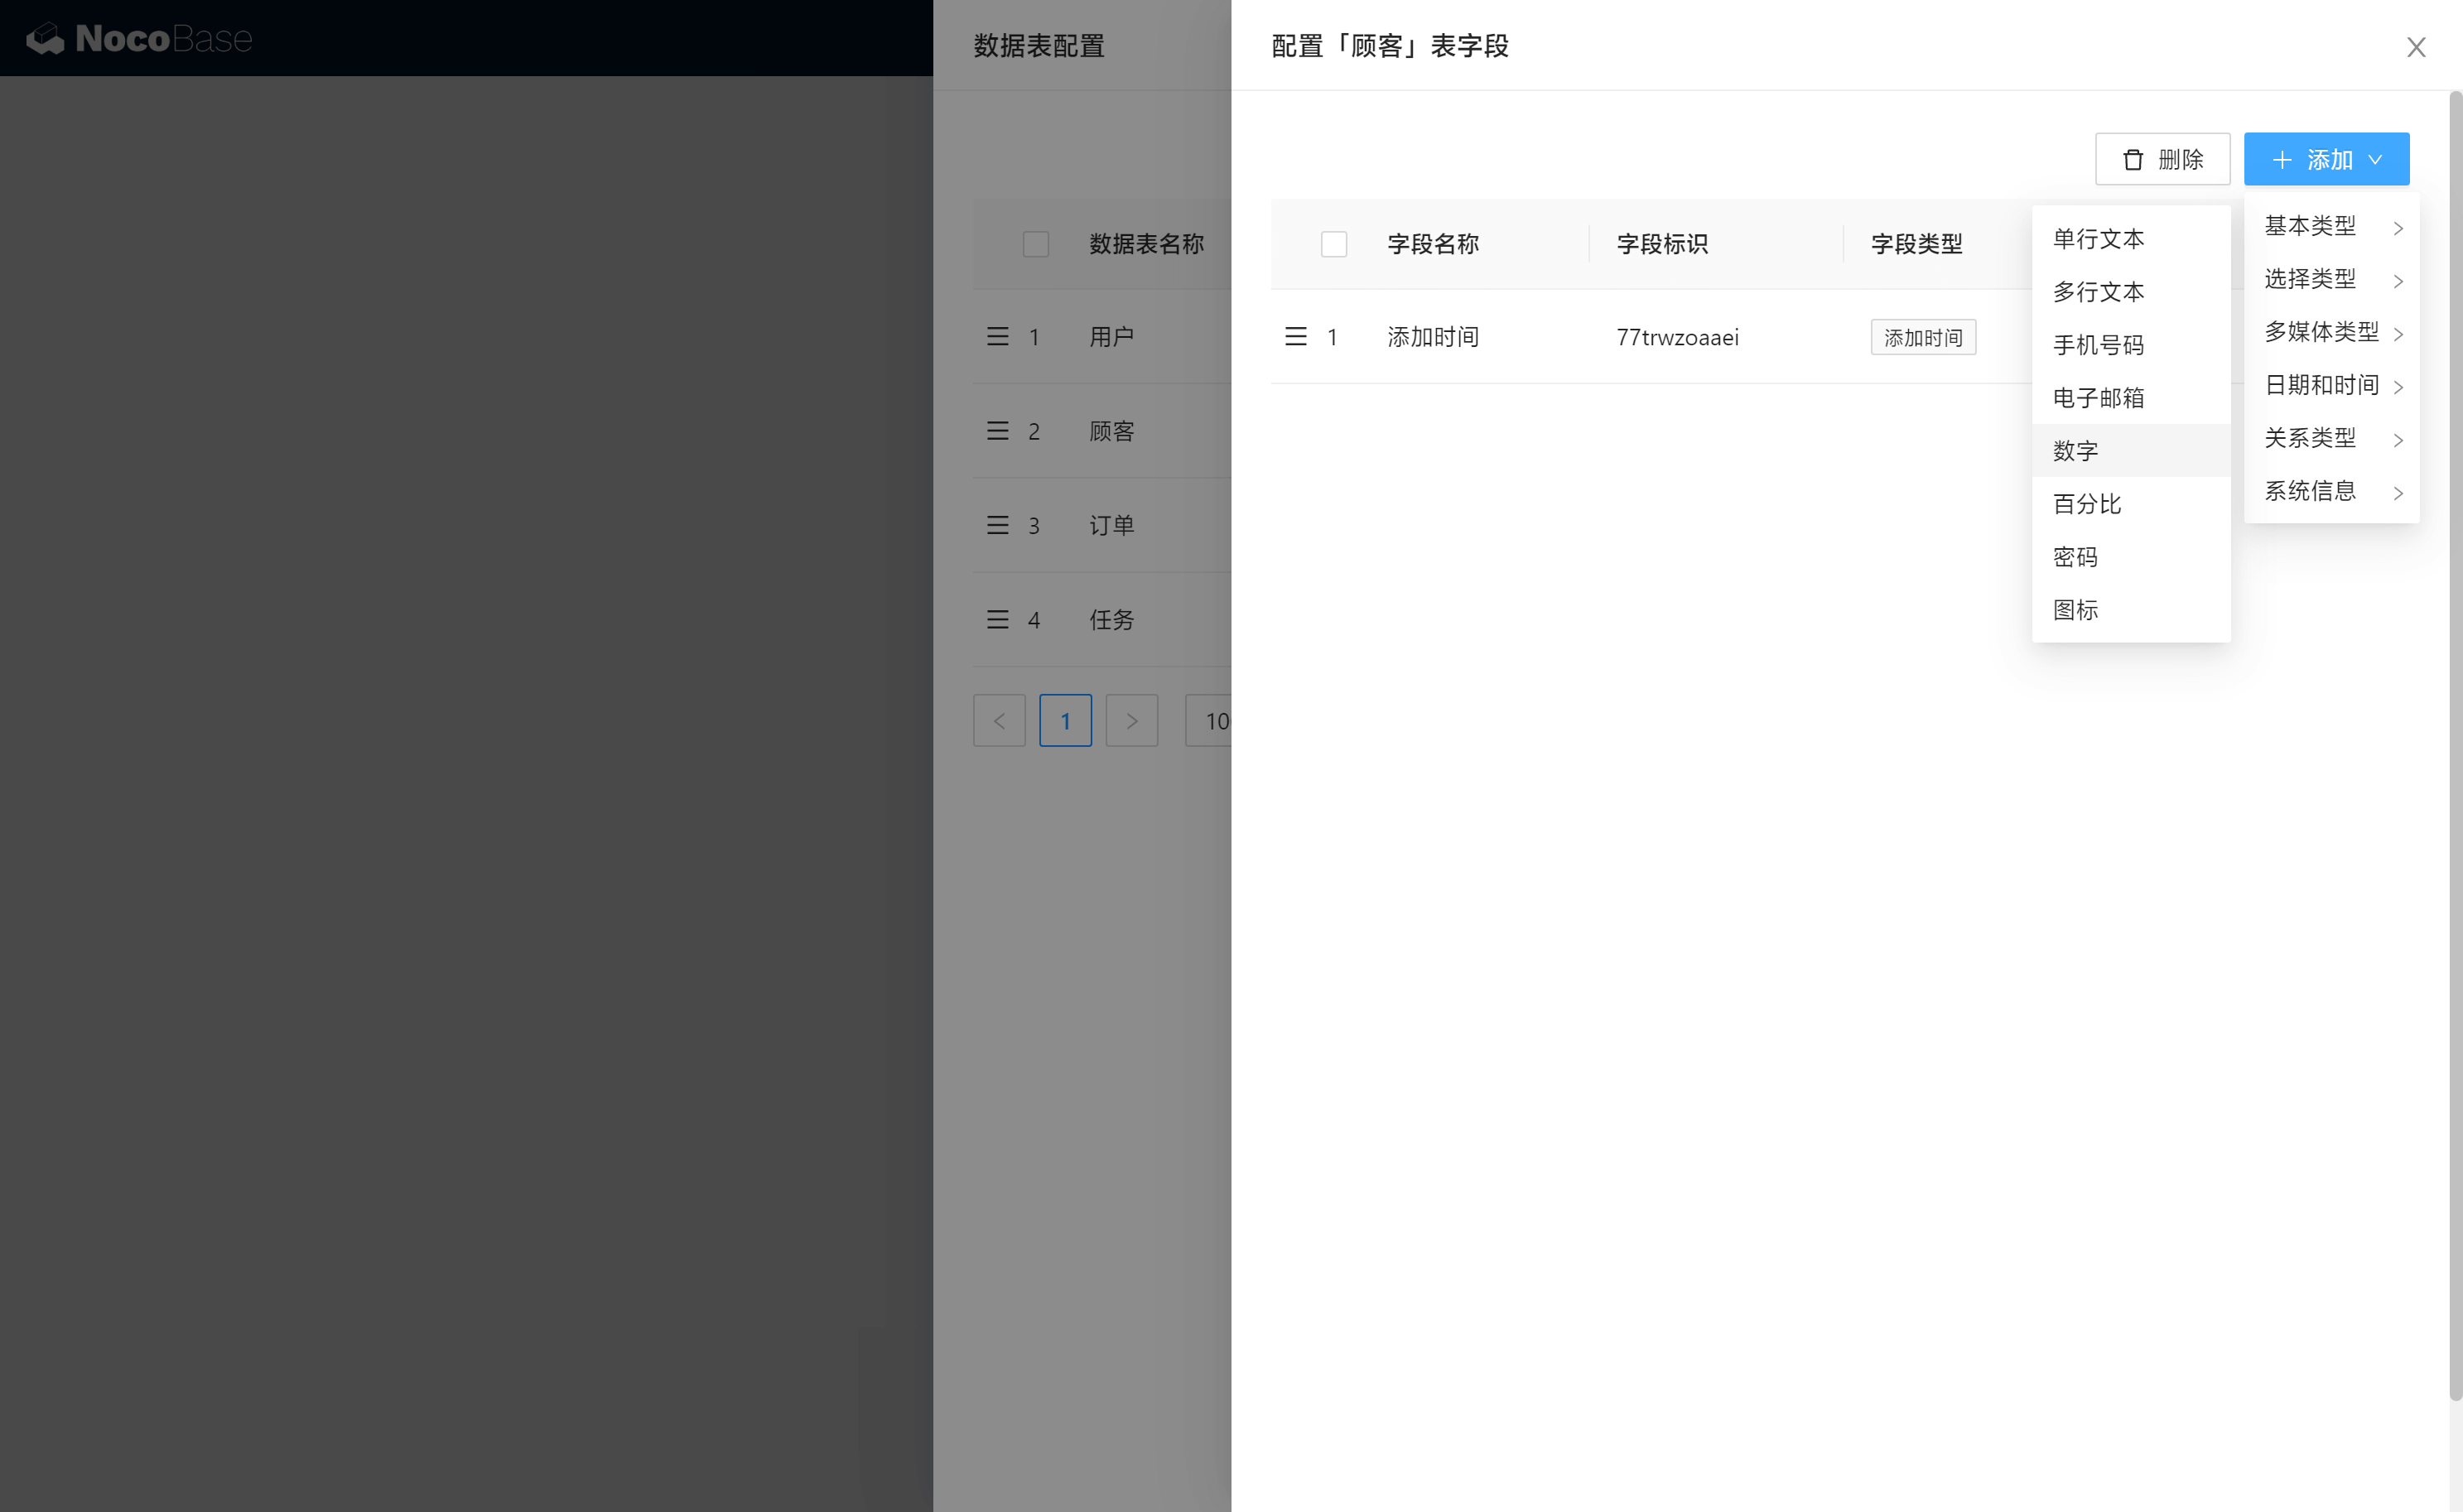 NocoBase
数据表配置
数据表名称
1 用户
2 顾客
3 订单
4 任务
1
10
配置「顾客」表字段
删除
添加
字段名称 字段标识 字段类型
1 添加时间 77trwzoaaei 添加时间
单行文本
多行文本
手机号码
电子邮箱
数字
百分比
密码
图标
基本类型
选择类型
多媒体类型
日期和时间
关系类型
系统信息